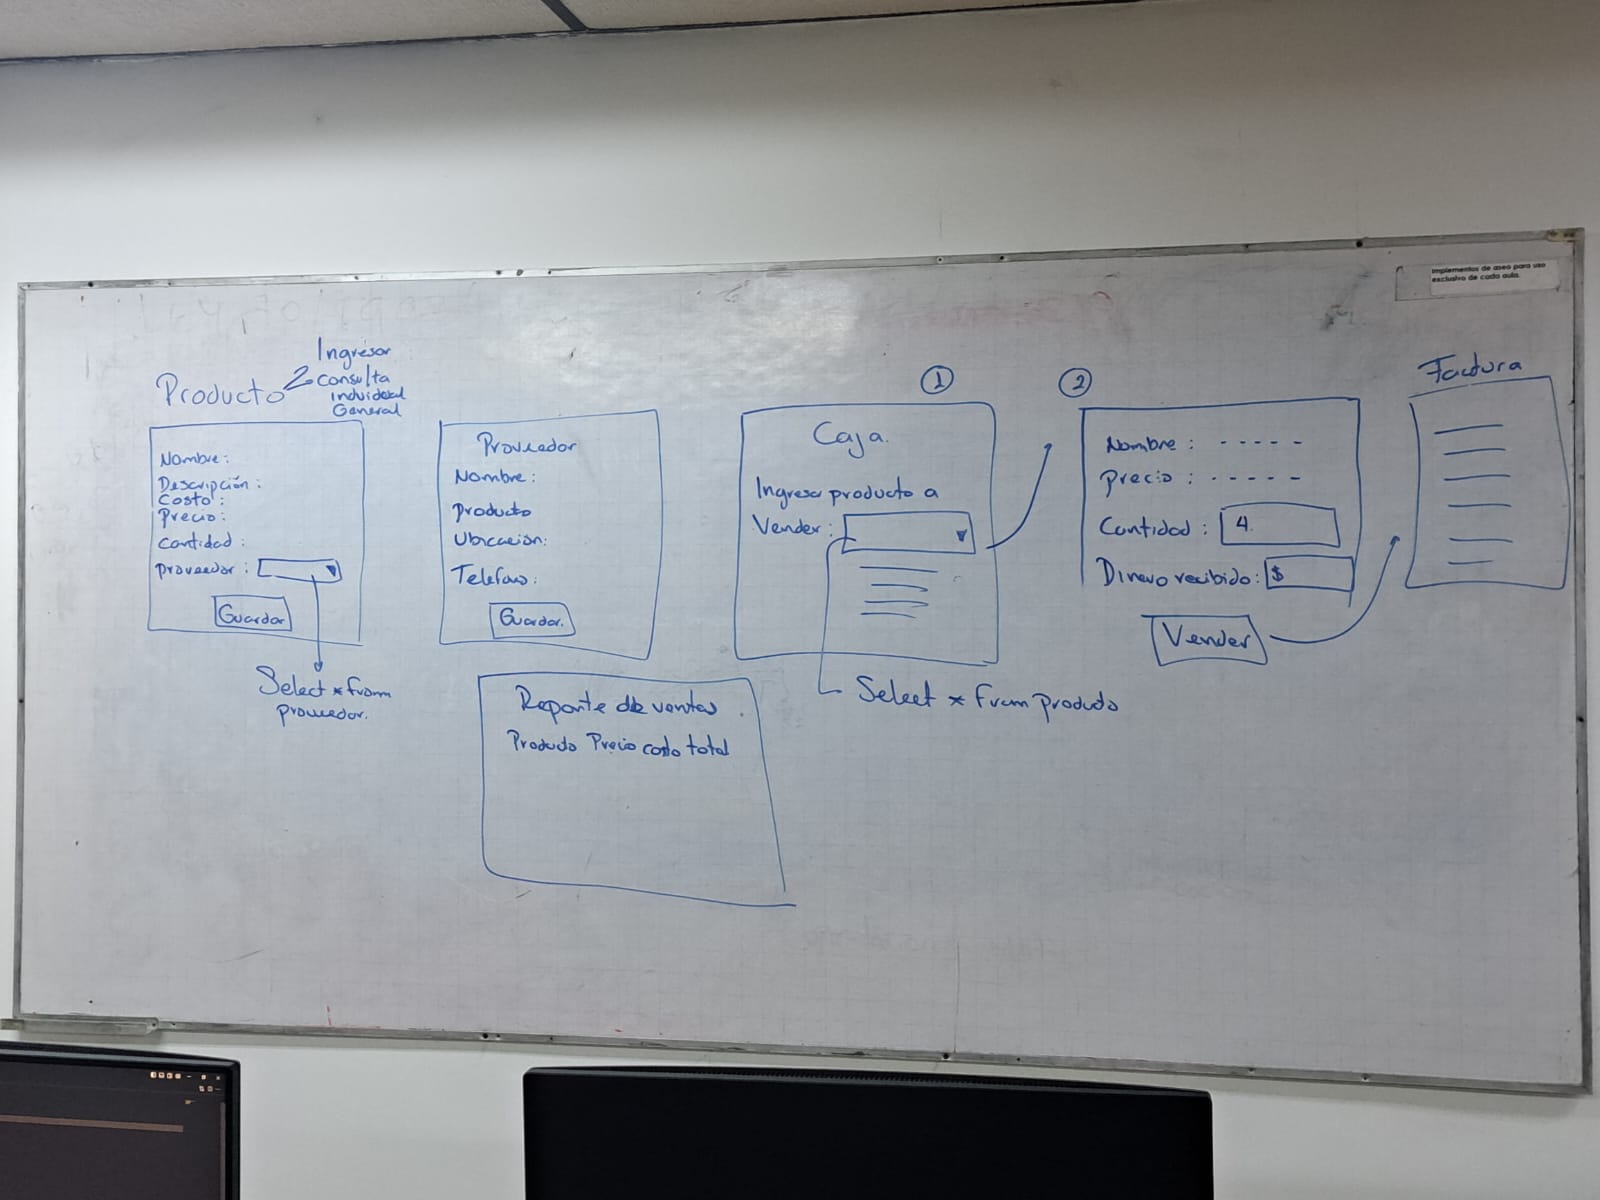 Implementos de aseo para uso
exclusivo de cada aula.
Producto
Ingresar
Consulta
individual
General
Nombre:
Descripción:
Costo:
Precio:
Cantidad:
Proveedor:
Guardar
Select * from
proveedor.
Proveedor
Nombre:
Producto
Ubicación:
Telefono:
Guardar.
Reporte de ventas
Producto Precio costo total
1
Caja.
Ingresa producto a
Vender:
Select * From producto
2
Nombre: - - - - -
Precio: - - - - -
Cantidad: 4.
Dinero recibido: $
Vender
Factura